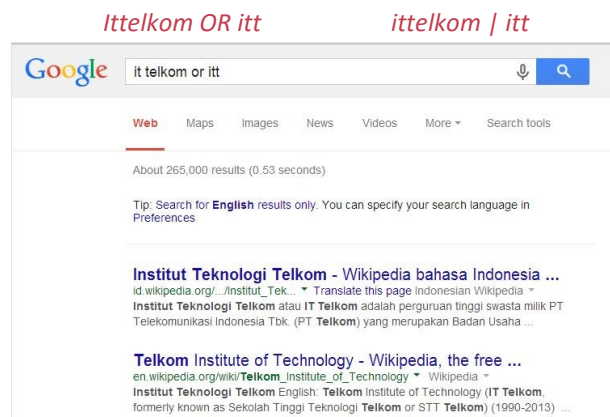 Ittelkom OR itt ittelkom | itt
Google it telkom or itt
Web Maps Images News Videos More Search tools
About 265,000 results (0.53 seconds)
Tip: Search for English results only. You can specify your search language in
Preferences
Institut Teknologi Telkom - Wikipedia bahasa Indonesia ...
id.wikipedia.org/.../Institut_Tek... Translate this page Indonesian Wikipedia
Institut Teknologi Telkom atau IT Telkom adalah perguruan tinggi swasta milik PT
Telekomunikasi Indonesia Tbk. (PT Telkom) yang merupakan Badan Usaha ...
Telkom Institute of Technology - Wikipedia, the free ...
en.wikipedia.org/wiki/Telkom_Institute_of_Technology Wikipedia
Institut Teknologi Telkom English: Telkom Institute of Technology (IT Telkom,
formerly known as Sekolah Tinggi Teknologi Telkom or STT Telkom) (1990-2013) ...